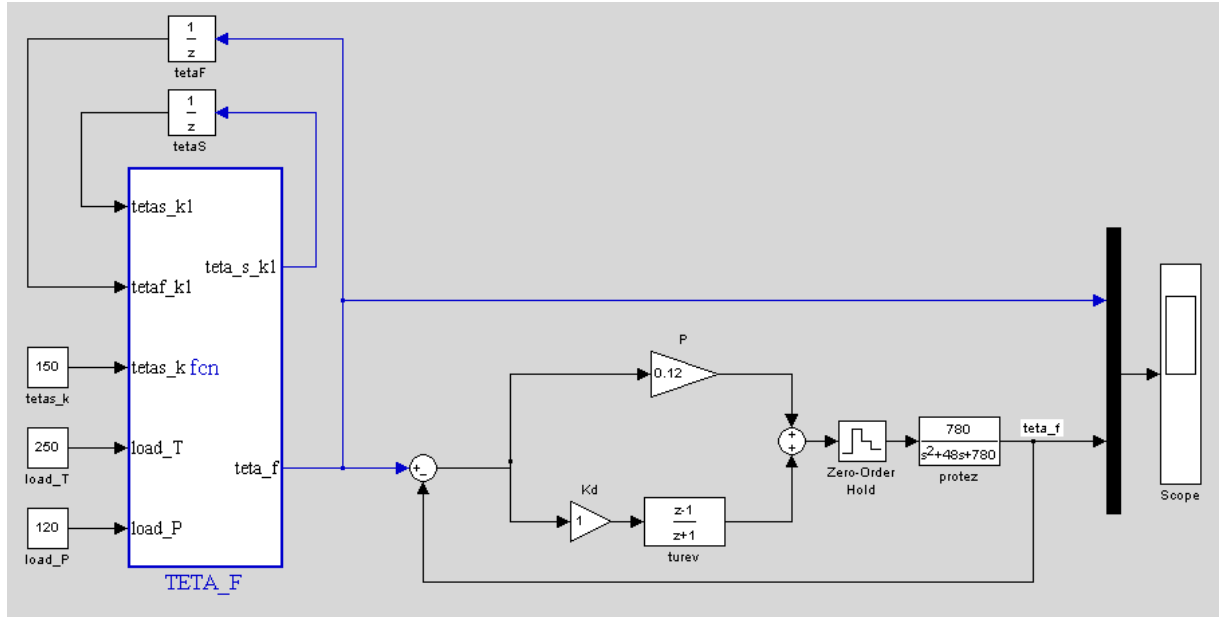 1
z
tetaF
1
z
tetaS
tetas_k1
teta_s_k1
tetaf_k1
150
tetas_k
tetas_k fcn
250
load_T
load_T
teta_f
120
load_P
load_P
TETA_F
+
-
P
0.12
Kd
1
z-1
z+1
turev
+
+
Zero-Order
Hold
780
s²+48s+780
protez
teta_f
Scope